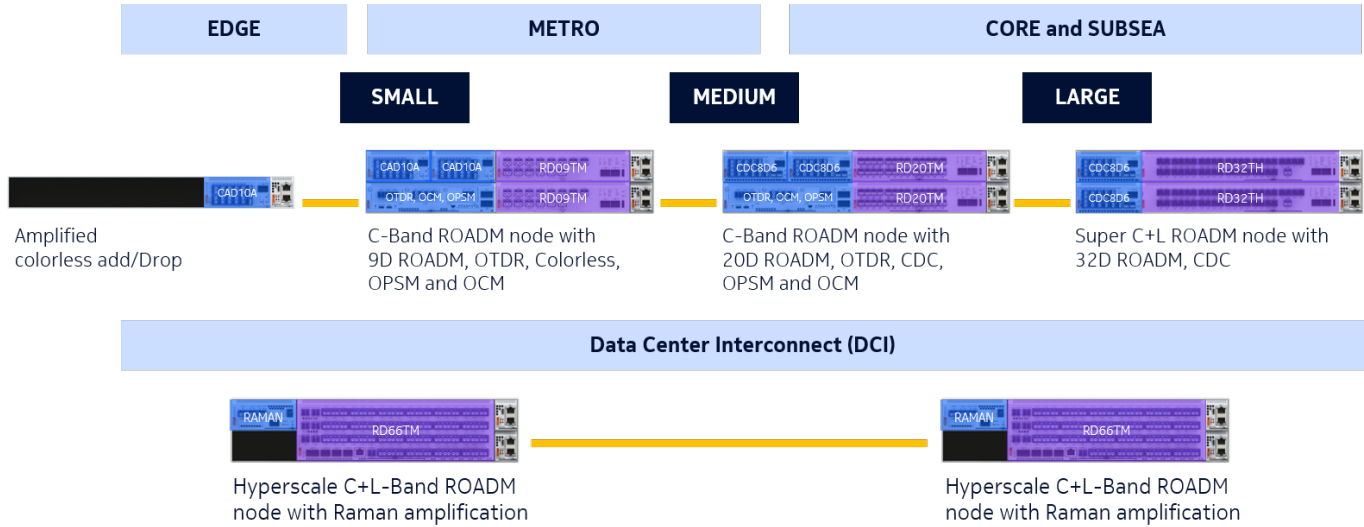 EDGE
METRO
CORE and SUBSEA
SMALL
MEDIUM
LARGE
CAD10A
CAD10A
CAD10A
RD09TM
OTDR, OCM, OPSM
RD09TM
CDC8D6
CDC8D6
RD20TM
OTDR, OCM, OPSM
RD20TM
CDC8D6
RD32TH
CDC8D6
RD32TH
Amplified
colorless add/Drop
C-Band ROADM node with
9D ROADM, OTDR, Colorless,
OPSM and OCM
C-Band ROADM node with
20D ROADM, OTDR, CDC,
OPSM and OCM
Super C+L ROADM node with
32D ROADM, CDC
Data Center Interconnect (DCI)
RAMAN
RD66TM
RAMAN
RD66TM
Hyperscale C+L-Band ROADM
node with Raman amplification
Hyperscale C+L-Band ROADM
node with Raman amplification